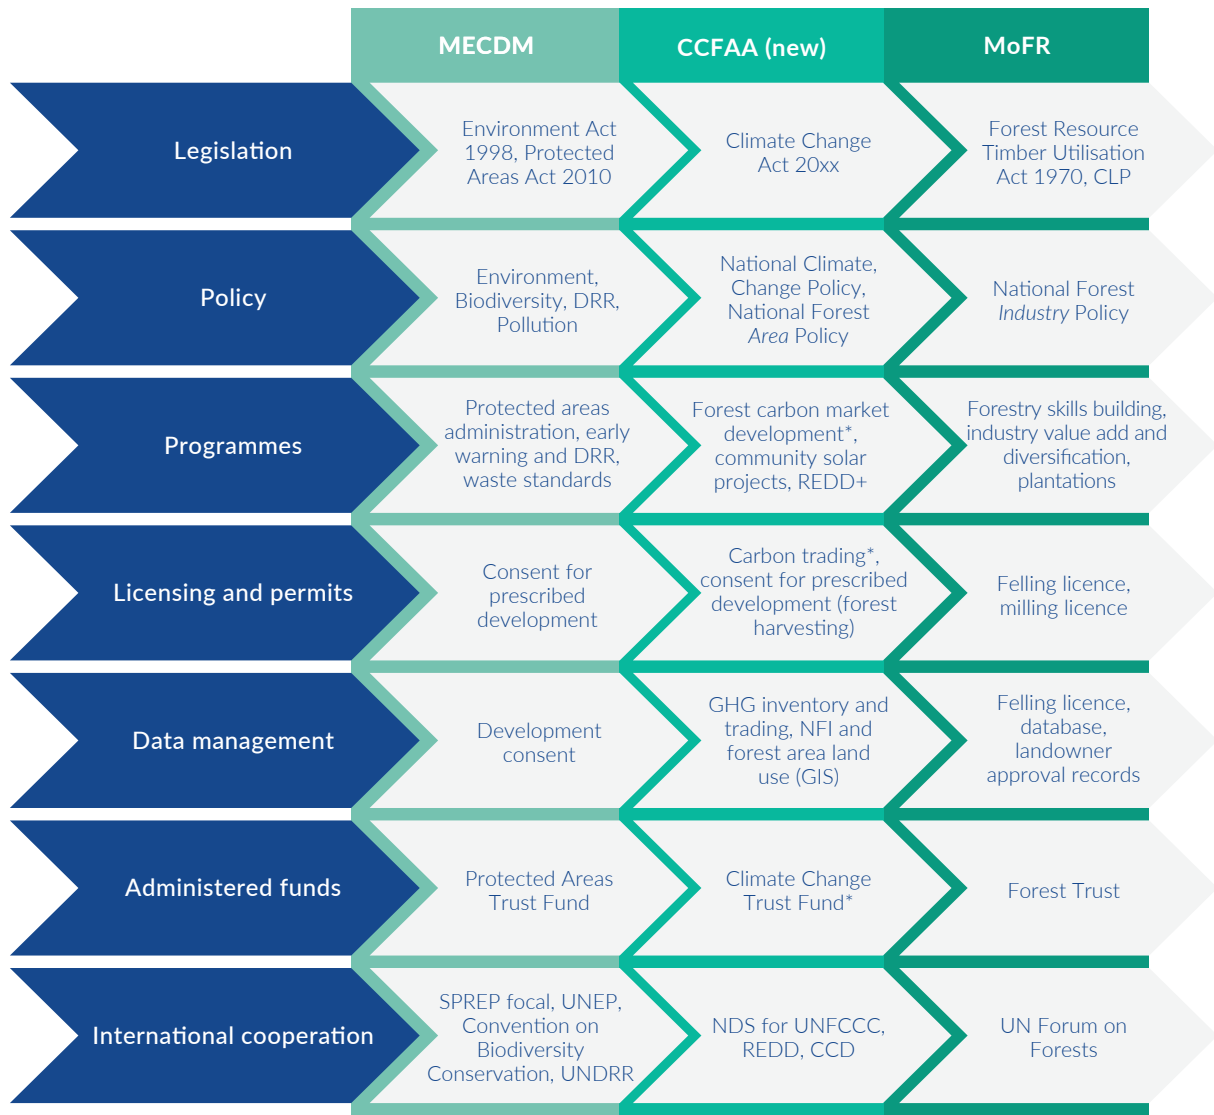 MECDM
CCFAA (new)
MoFR
Legislation
Environment Act
1998, Protected
Areas Act 2010
Climate Change
Act 20xx
Forest Resource
Timber Utilisation
Act 1970, CLP
Policy
Environment,
Biodiversity, DRR,
Pollution
National Climate,
Change Policy,
National Forest
Area Policy
National Forest
Industry Policy
Programmes
Protected areas
administration, early
warning and DRR,
waste standards
Forest carbon market
development*,
community solar
projects, REDD+
Forestry skills building,
industry value add and
diversification,
plantations
Licensing and permits
Consent for
prescribed
development
Carbon trading*,
consent for prescribed
development (forest
harvesting)
Felling licence,
milling licence
Data management
Development
consent
GHG inventory and
trading, NFI and
forest area land
use (GIS)
Felling licence,
database,
landowner
approval records
Administered funds
Protected Areas
Trust Fund
Climate Change
Trust Fund*
Forest Trust
International cooperation
SPREP focal, UNEP,
Convention on
Biodiversity
Conservation, UNDRR
NDS for UNFCCC,
REDD, CCD
UN Forum on
Forests